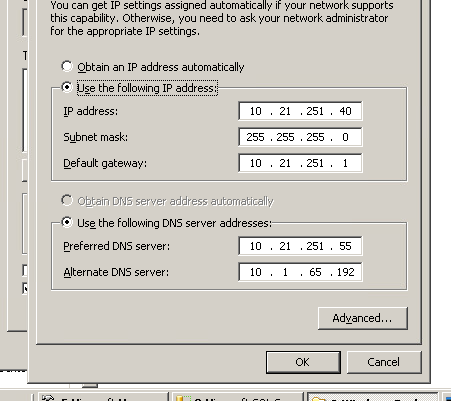 You can get IP settings assigned automatically if your network supports
this capability. Otherwise, you need to ask your network administrator
for the appropriate IP settings.
Obtain an IP address automatically
Use the following IP address:
IP address: 10 . 21 . 251 . 40
Subnet mask: 255 . 255 . 255 . 0
Default gateway: 10 . 21 . 251 . 1
Obtain DNS server address automatically
Use the following DNS server addresses:
Preferred DNS server: 10 . 21 . 251 . 55
Alternate DNS server: 10 . 1 . 65 . 192
Advanced...
OK Cancel